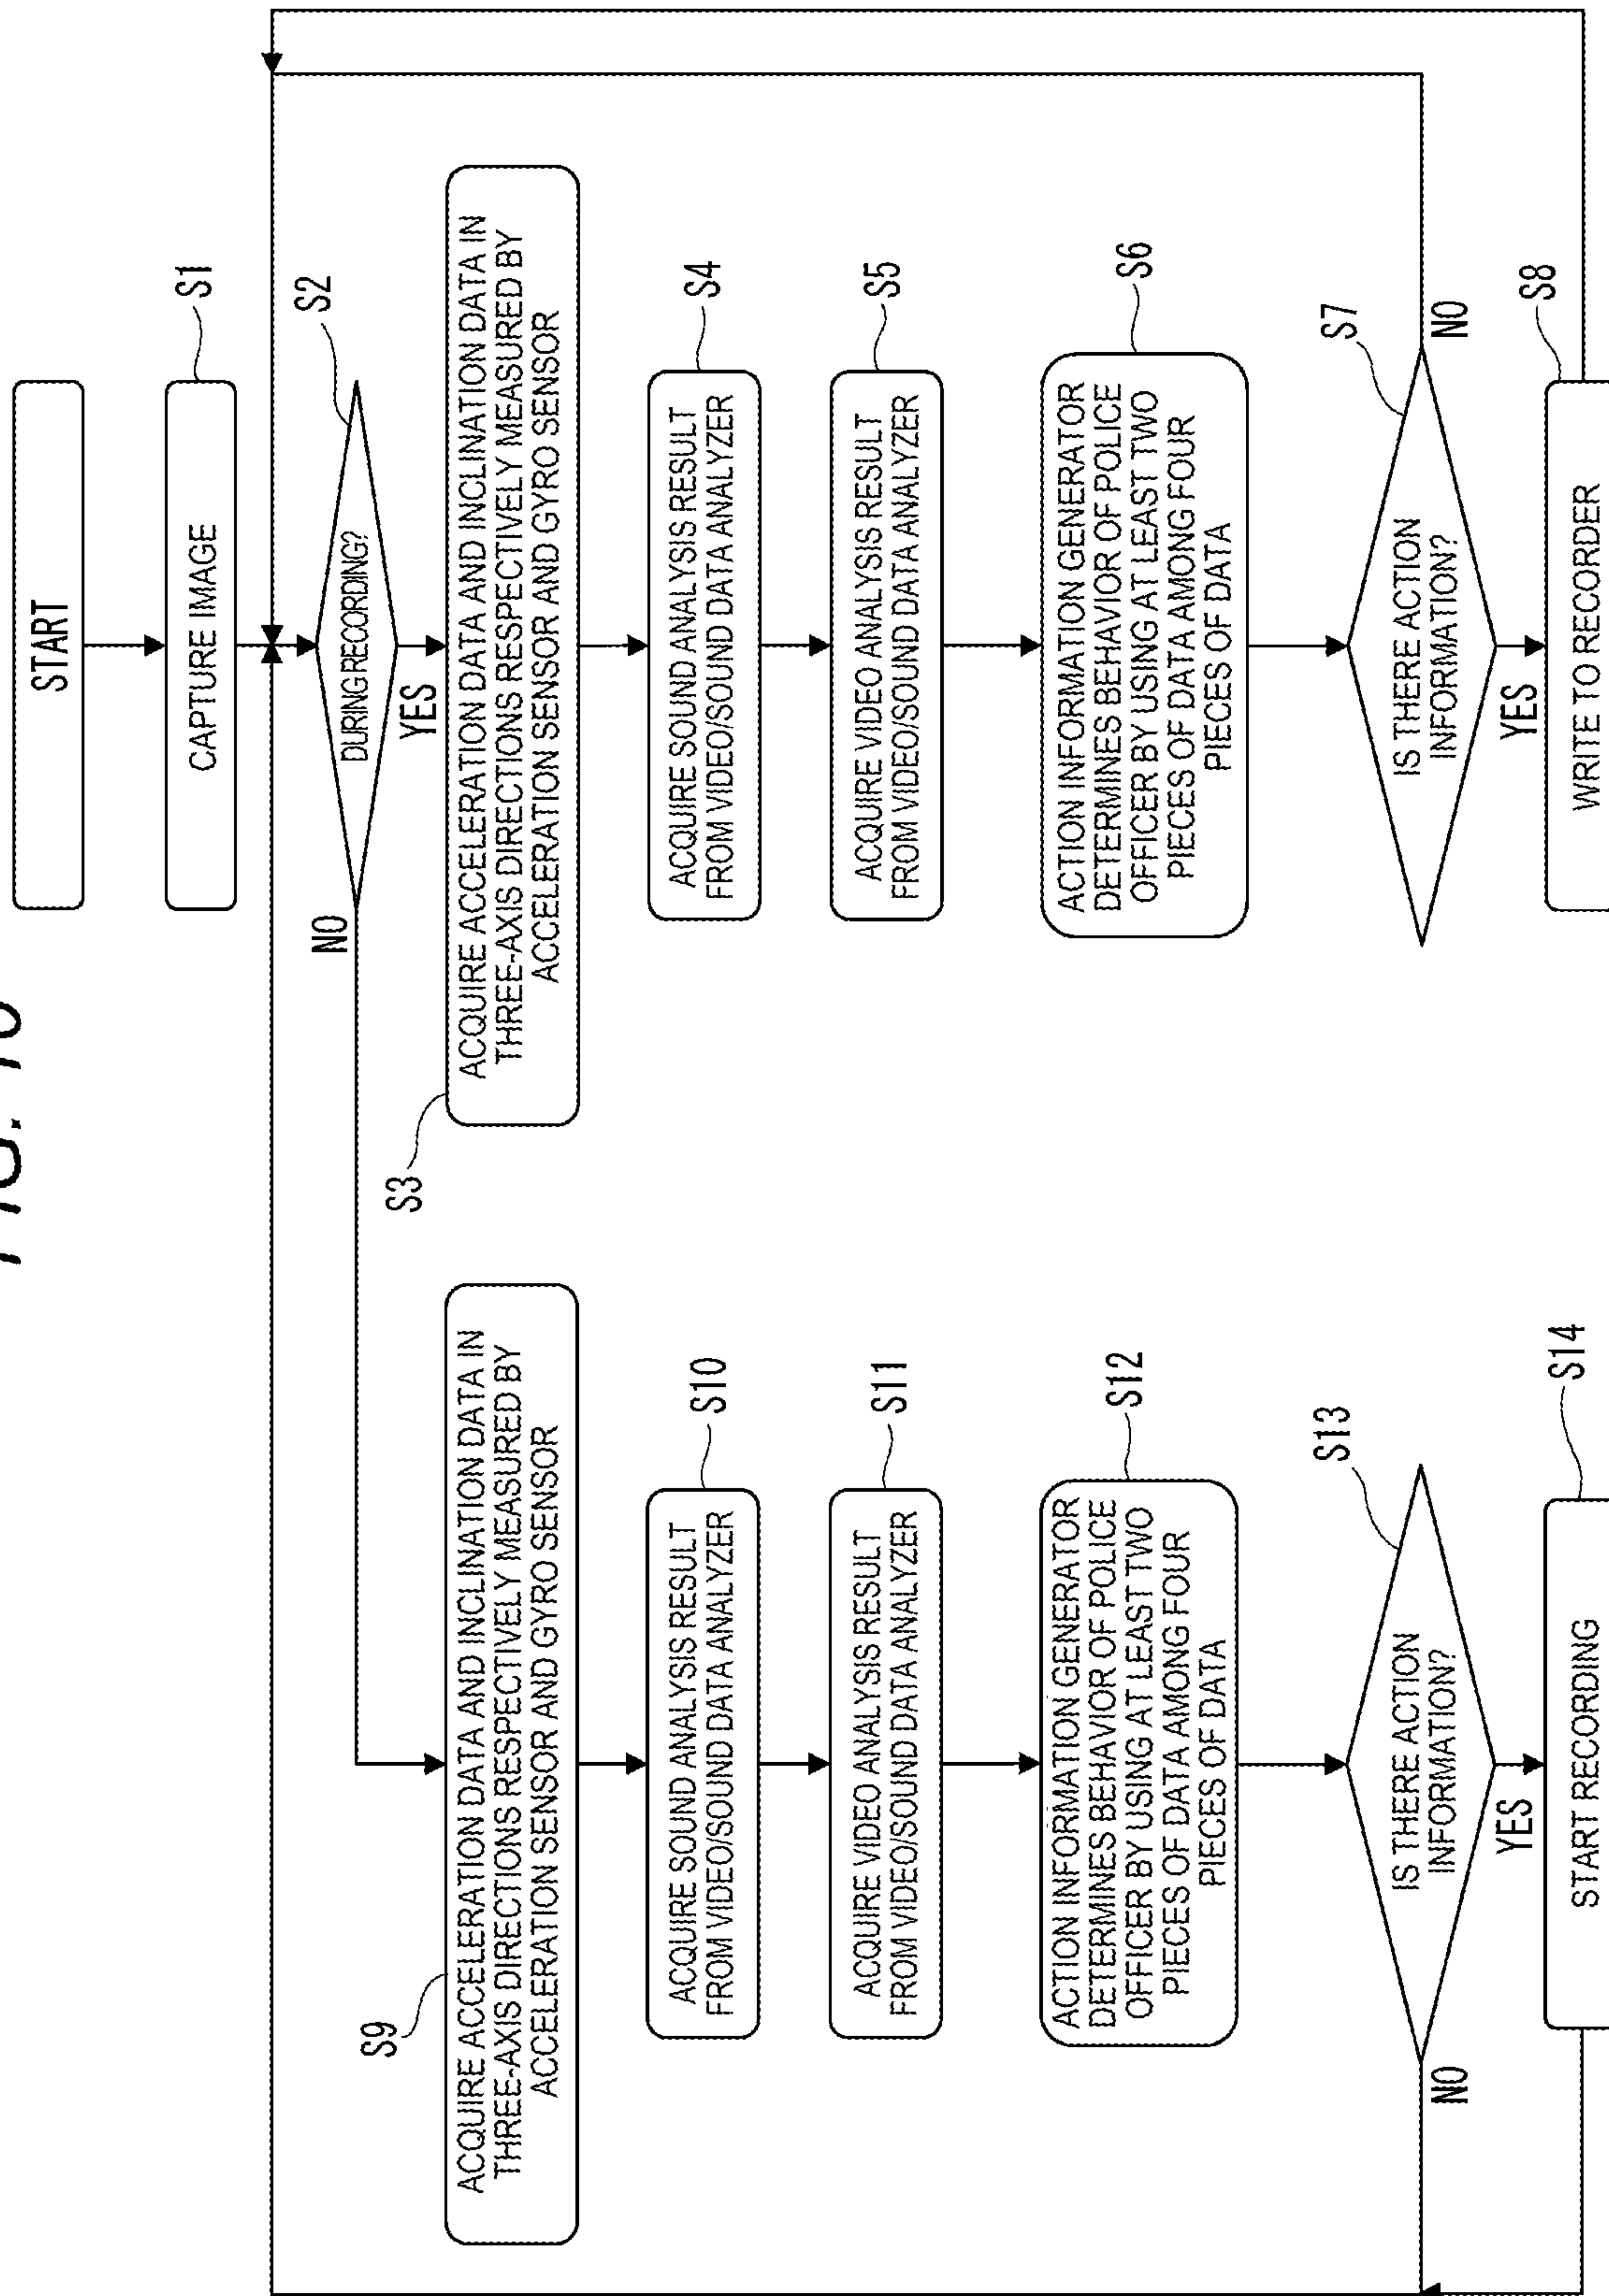 START
CAPTURE IMAGE
S1
DURING RECORDING?
S2
NO
YES
S3
ACQUIRE ACCELERATION DATA AND INCLINATION DATA IN
THREE-AXIS DIRECTIONS RESPECTIVELY MEASURED BY
ACCELERATION SENSOR AND GYRO SENSOR
ACQUIRE SOUND ANALYSIS RESULT
FROM VIDEO/SOUND DATA ANALYZER
S4
ACQUIRE VIDEO ANALYSIS RESULT
FROM VIDEO/SOUND DATA ANALYZER
S5
ACTION INFORMATION GENERATOR
DETERMINES BEHAVIOR OF POLICE
OFFICER BY USING AT LEAST TWO
PIECES OF DATA AMONG FOUR
PIECES OF DATA
S6
IS THERE ACTION
INFORMATION?
S7
NO
YES
WRITE TO RECORDER
S8
S9
ACQUIRE ACCELERATION DATA AND INCLINATION DATA IN
THREE-AXIS DIRECTIONS RESPECTIVELY MEASURED BY
ACCELERATION SENSOR AND GYRO SENSOR
ACQUIRE SOUND ANALYSIS RESULT
FROM VIDEO/SOUND DATA ANALYZER
S10
ACQUIRE VIDEO ANALYSIS RESULT
FROM VIDEO/SOUND DATA ANALYZER
S11
ACTION INFORMATION GENERATOR
DETERMINES BEHAVIOR OF POLICE
OFFICER BY USING AT LEAST TWO
PIECES OF DATA AMONG FOUR
PIECES OF DATA
S12
IS THERE ACTION
INFORMATION?
S13
NO
YES
START RECORDING
S14